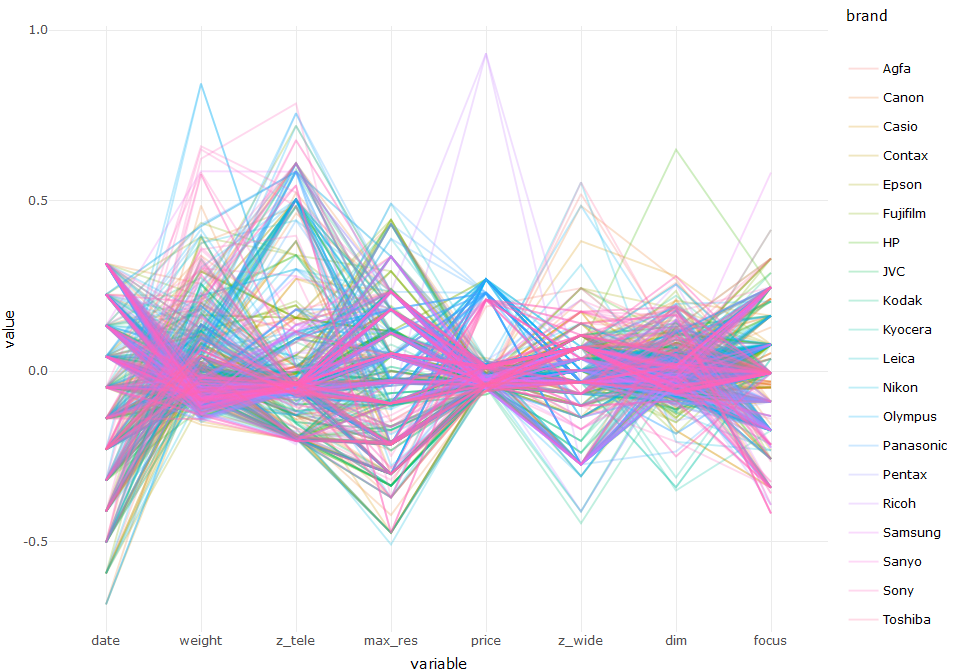 brand
1.0
0.5
0.0
-0.5
value
date weight z_tele max_res price z_wide dim focus
variable
Agfa
Canon
Casio
Contax
Epson
Fujifilm
HP
JVC
Kodak
Kyocera
Leica
Nikon
Olympus
Panasonic
Pentax
Ricoh
Samsung
Sanyo
Sony
Toshiba